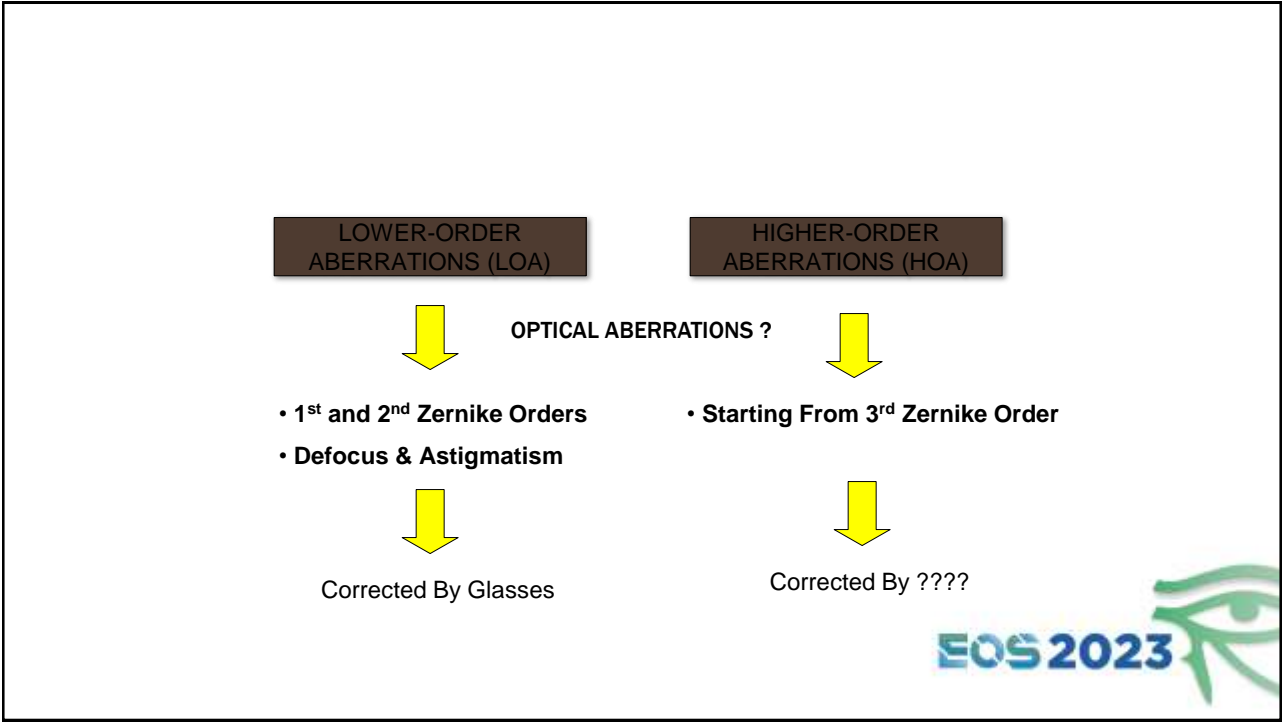 LOWER-ORDER
ABERRATIONS (LOA)
HIGHER-ORDER
ABERRATIONS (HOA)
OPTICAL ABERRATIONS ?
• 1st and 2nd Zernike Orders
• Defocus & Astigmatism
• Starting From 3rd Zernike Order
Corrected By Glasses
Corrected By ????
EOS 2023